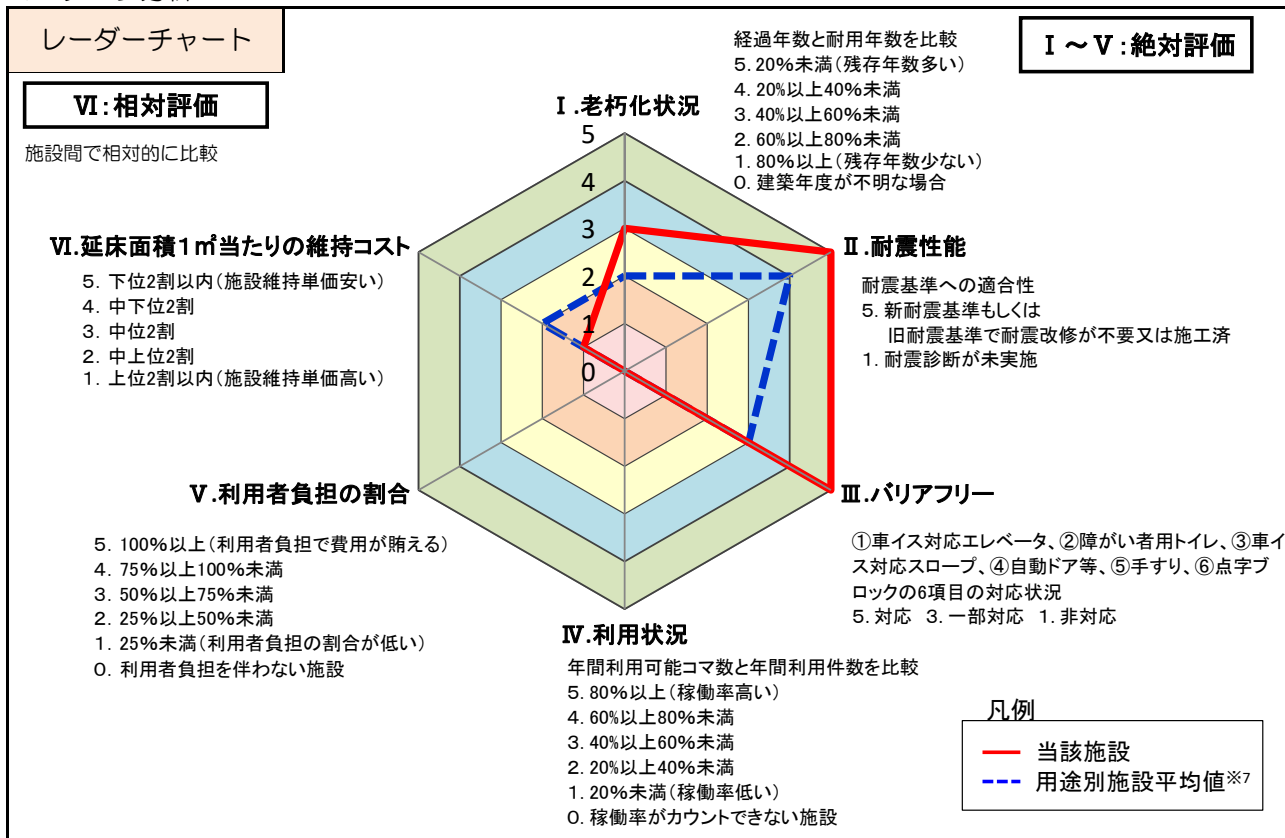 レーダーチャート
Ⅰ～Ⅴ:絶対評価
Ⅵ:相対評価
施設間で相対的に比較
Ⅰ.老朽化状況
経過年数と耐用年数を比較
5.20%未満(残存年数多い)
4.20%以上40%未満
3.40%以上60%未満
2.60%以上80%未満
1.80%以上(残存年数少ない)
0.建築年度が不明な場合
5
4
3
2
1
0
Ⅱ.耐震性能
耐震基準への適合性
5.新耐震基準もしくは
旧耐震基準で耐震改修が不要又は施工済
1.耐震診断が未実施
Ⅲ.バリアフリー
①車イス対応エレベータ、②障がい者用トイレ、③車イ
ス対応スロープ、④自動ドア等、⑤手すり、⑥点字ブ
ロックの6項目の対応状況
5.対応 3.一部対応 1.非対応
Ⅳ.利用状況
年間利用可能コマ数と年間利用件数を比較
5.80%以上(稼働率高い)
4.60%以上80%未満
3.40%以上60%未満
2.20%以上40%未満
1.20%未満(稼働率低い)
0.稼働率がカウントできない施設
Ⅴ.利用者負担の割合
5.100%以上(利用者負担で費用が賄える)
4.75%以上100%未満
3.50%以上75%未満
2.25%以上50%未満
1.25%未満(利用者負担の割合が低い)
0.利用者負担を伴わない施設
Ⅵ.延床面積1㎡当たりの維持コスト
5.下位2割以内(施設維持単価安い)
4.中下位2割
3.中位2割
2.中上位2割
1.上位2割以内(施設維持単価高い)
凡例
当該施設
用途別施設平均値※7